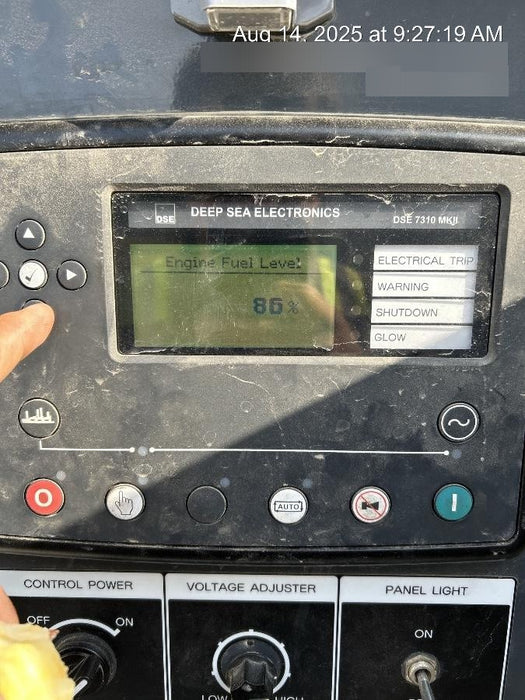 Aug 14, 2025 at 9:27:19 AM
DSE DEEP SEA ELECTRONICS DSE 7310 MKII
Engine Fuel Level
86%
ELECTRICAL TRIP
WARNING
SHUTDOWN
GLOW
AUTO
CONTROL POWER
OFF ON
VOLTAGE ADJUSTER
LOW HIGH
PANEL LIGHT
ON